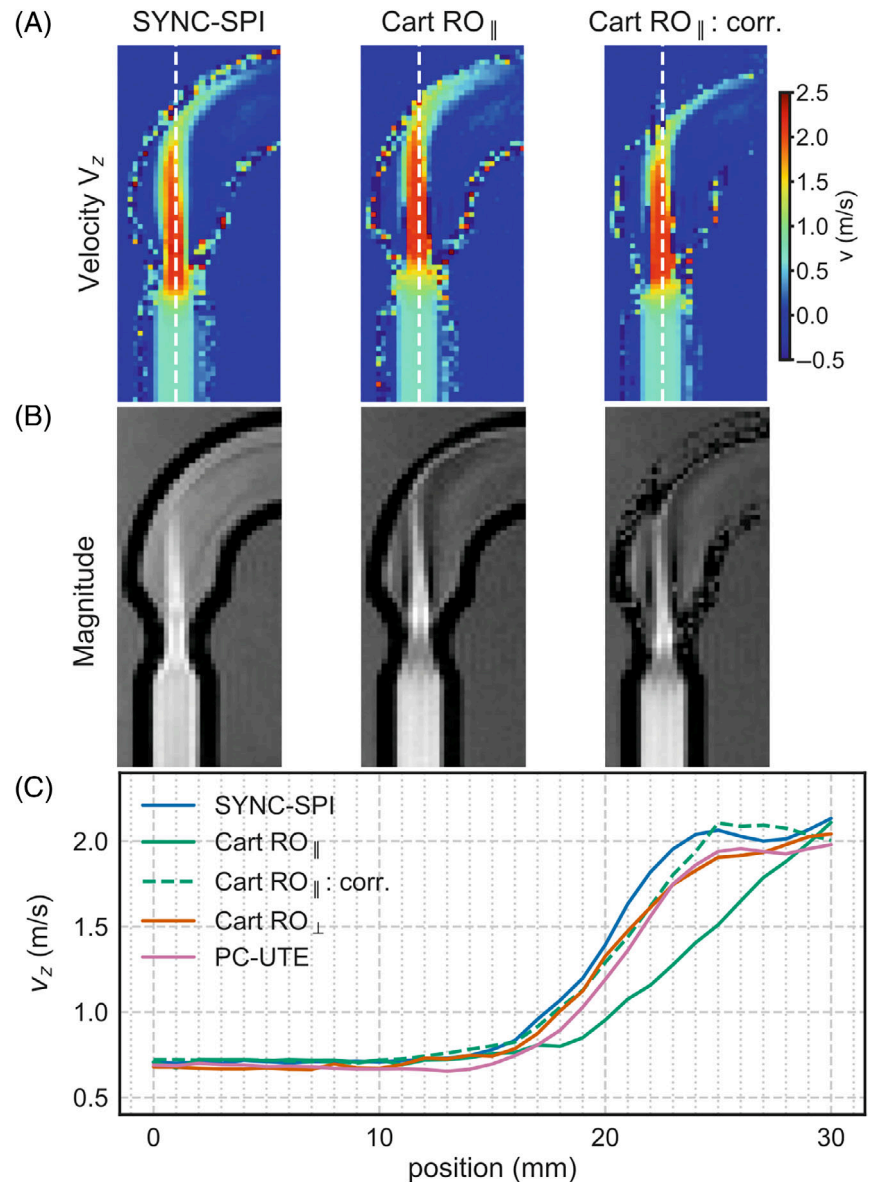 (A)
SYNC-SPI
Cart RO∥
Cart RO∥ : corr.
Velocity Vz
2.5
2.0
1.5
1.0
0.5
0.0
−0.5
v (m/s)
(B)
Magnitude
(C)
SYNC-SPI
Cart RO∥
Cart RO∥ : corr.
Cart RO⊥
PC-UTE
2.0
1.5
1.0
0.5
vz (m/s)
0 10 20 30
position (mm)